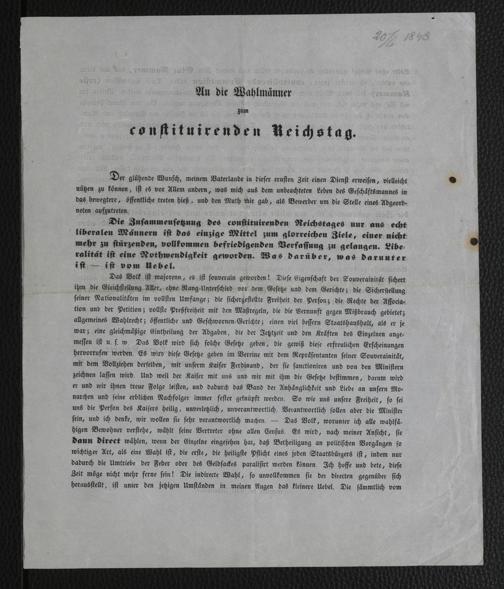 20/6 1848
An die Wahlmänner
zum
constituirenden Reichstag.
Der glühende Wunsch, meinem Vaterlande in dieser ernsten Zeit einen Dienst erweisen, vielleicht
nützen zu können, ist es vor Allem andern, was mich aus dem unbeachteten Leben des Geschäftsmannes in
das bewegtere, öffentliche treten hieß, und den Muth mir gab, als Bewerber um die Stelle eines Abgeord-
neten aufzutreten.
Die Zusammensetzung des constituirenden Reichstages nur aus echt
liberalen Männern ist das einzige Mittel zum glorreichen Ziele, einer nicht
mehr zu stürzenden, vollkommen befriedigenden Verfassung zu gelangen. Libe-
ralität ist eine Nothwendigkeit geworden. Was darüber, was darunter
ist — ist vom Uebel.
Das Volk ist majorenn, es ist souverain geworden! Diese Eigenschaft der Souverainität sichert
ihm die Gleichstellung Aller, ohne Rang-Unterschied vor dem Gesetze und dem Gerichte; die Sicherstellung
seiner Nationalitäten im vollsten Umfange; die sichergestellte Freiheit der Person; die Rechte der Associa-
tion und der Petition; vollste Preßfreiheit mit den Maßregeln, die die Vernunft gegen Mißbrauch gebietet;
allgemeines Wahlrecht; öffentliche und Geschwornen-Gerichte; einen viel bessern Staatshaushalt, als er je
war; eine gleichmäßige Eintheilung der Abgaben, die der Jetztzeit und den Kräften des Einzelnen ange-
messen ist u. s. w. Das Volk wird sich solche Gesetze geben, die gewiß diese erfreulichen Erscheinungen
hervorrufen werden. Es wird diese Gesetze geben im Vereine mit dem Repräsentanten seiner Souverainität,
mit dem Vollzieher derselben, mit unserm Kaiser Ferdinand, der sie sanctioniren und von den Ministern
zeichnen lassen wird. Und weil der Kaiser mit uns und wir mit ihm die Gesetze bestimmen, darum wird
er und wir ihnen treue Folge leisten, und dadurch das Band der Anhänglichkeit und Liebe an unsern Mo-
narchen und seine erblichen Nachfolger immer fester geknüpft werden. So wie uns unsere Freiheit, so sei
uns die Person des Kaisers heilig, unverletzlich, unverantwortlich. Verantwortlich sollen aber die Minister
sein, und ich denke, wir wollen sie sehr verantwortlich machen. — Das Volk, worunter ich alle wahlfä-
higen Bewohner verstehe, wählt seine Vertreter ohne allen Census. Es wird, nach meiner Ansicht, sie
dann direct wählen, wenn der Einzelne eingesehen hat, daß Betheiligung an politischen Vorgängen so
wichtiger Art, als eine Wahl ist, die erste, die heiligste Pflicht eines jeden Staatsbürgers ist, indem nur
dadurch die Umtriebe der Feder oder des Geldsackes paralisirt werden können. Ich hoffe und bete, diese
Zeit möge nicht mehr ferne sein! Die indirecte Wahl, so unvollkommen sie der directen gegenüber sich
herausstellt, ist unter den jetzigen Umständen in meinen Augen das kleinere Uebel. Die sämmtlich vom